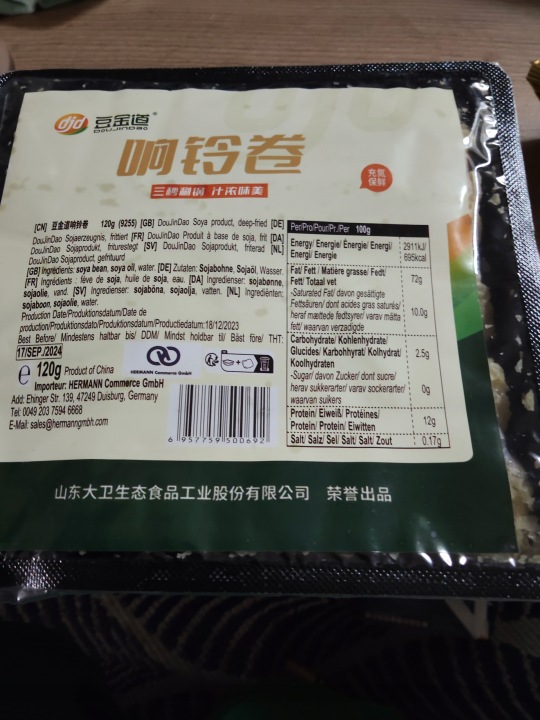 djd 豆金道®
DOUJINDAO
响铃卷
三秒涮锅 汁浓味美
充氮
保鲜
[CN] 豆金道响铃卷 120g (9255) [GB] DouJinDao Soya product, deep-fried [DE]
DouJinDao Sojaerzeugnis, frittiert [FR] DouJinDao Produit à base de soja, frit [DA]
DouJinDao Sojaprodukt, friturestegt [SV] DouJinDao Sojaprodukt, friterad [NL]
DouJinDao Sojaproduct, gefrituurd
[GB] Ingredients: soya bean, soya oil, water. [DE] Zutaten: Sojabohne, Sojaöl, Wasser.
[FR] Ingrédients : fève de soja, huile de soja, eau. [DA] Ingredienser: sojabønne,
sojaolie, vand. [SV] Ingredienser: sojaböna, sojaolja, vatten. [NL] Ingrediënten:
sojaboon, sojaolie, water.
Production Date/Produktionsdatum/Date de
production/Produktionsdato/Produktionsdatum/Productiedatum:18/12/2023
Best Before/ Mindestens haltbar bis/ DDM/ Mindst holdbar til/ Bäst före/ THT:
17/SEP./2024
e 120g Product of China
Importeur: HERMANN Commerce GmbH
Add: Ehinger Str. 139, 47249 Duisburg, Germany
Tel: 0049 203 7594 6668
E-Mail: sales@hermanngmbh.com
HERMANN Commerce GmbH
6 957759 500692
Per/Pro/Pour/Pr./Per 100g
Energy/ Energie/ Énergie/ Energi/ 2911kJ/
Energi/ Energie 695kcal
Fat/ Fett / Matière grasse/ Fedt/
Fett/ Totaal vet 72g
-Saturated Fat/ davon gesättigte
Fettsäuren/ dont acides gras saturés/
heraf mættede fedtsyrer/ varav mätta 10.0g
fett/ waarvan verzadigde
Carbohydrate/ Kohlenhydrate/
Glucides/ Karbohhyrat/ Kolhydrat/ 2.5g
Koolhydraten
-Sugar/ davon Zucker/ dont sucre/
herav sukkerarter/ varav sockerarter/ 0g
waarvan suikers
Protein/ Eiweiß/ Proteines/
Protein/ Protein/ Eiwitten 12g
Salt/ Salz/ Sel/ Salt/ Salt/ Zout 0.17g
山东大卫生态食品工业股份有限公司 荣誉出品